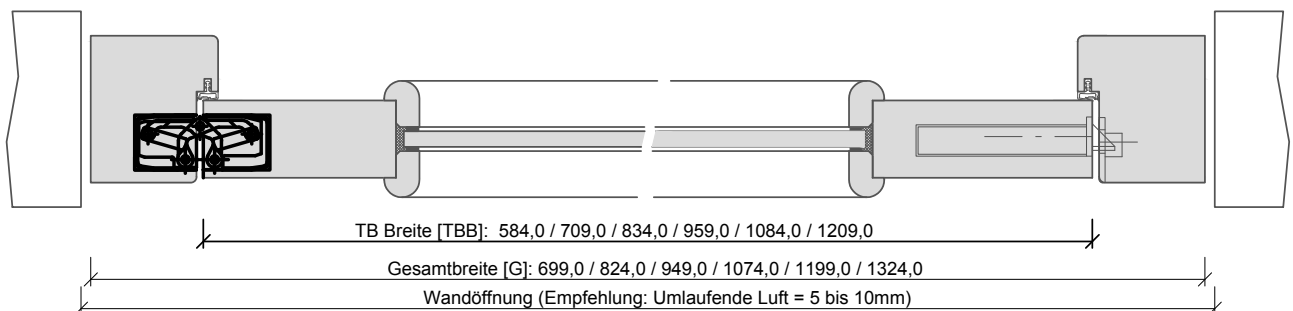 TB Breite [TBB]: 584,0 / 709,0 / 834,0 / 959,0 / 1084,0 / 1209,0
Gesamtbreite [G]: 699,0 / 824,0 / 949,0 / 1074,0 / 1199,0 / 1324,0
Wandöffnung (Empfehlung: Umlaufende Luft = 5 bis 10mm)